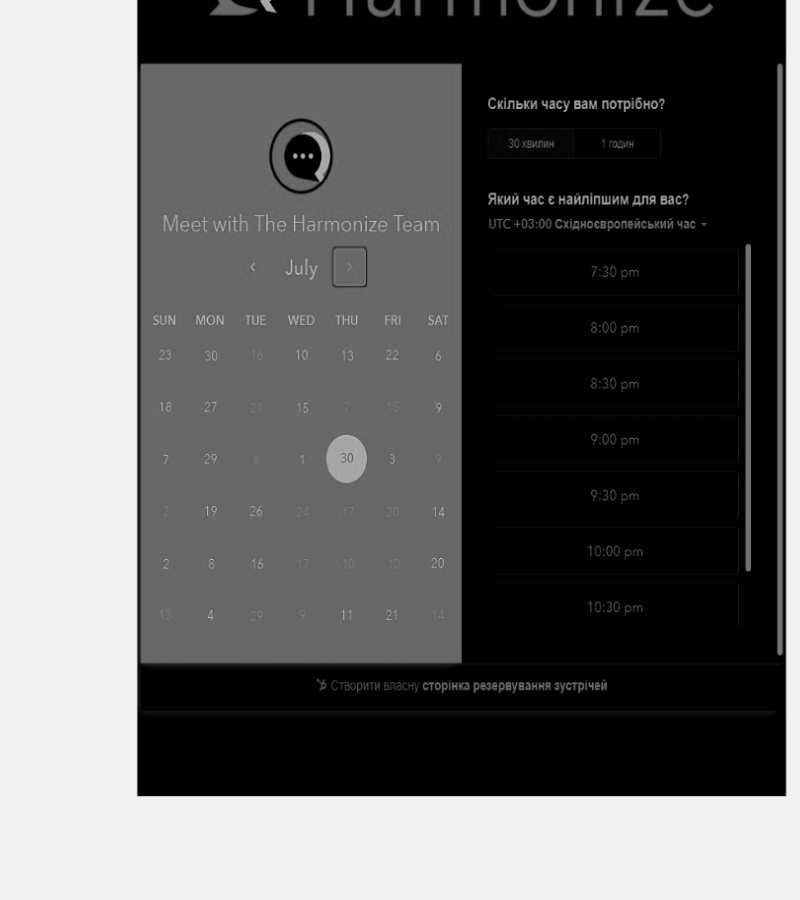 Harmonize
Meet with The Harmonize Team
July
SUN MON TUE WED THU FRI SAT
23 30 16 10 13 22 6
18 27 21 15 7 15 9
7 29 6 1 30 3 9
2 19 26 24 17 20 14
2 8 16 17 10 10 20
13 4 29 9 11 21 14
Скільки часу вам потрібно?
30 хвилин 1 годин
Який час є найліпшим для вас?
UTC +03:00 Східноєвропейський час
7:30 pm
8:00 pm
8:30 pm
9:00 pm
9:30 pm
10:00 pm
10:30 pm
Створити власну сторінка резервування зустрічей